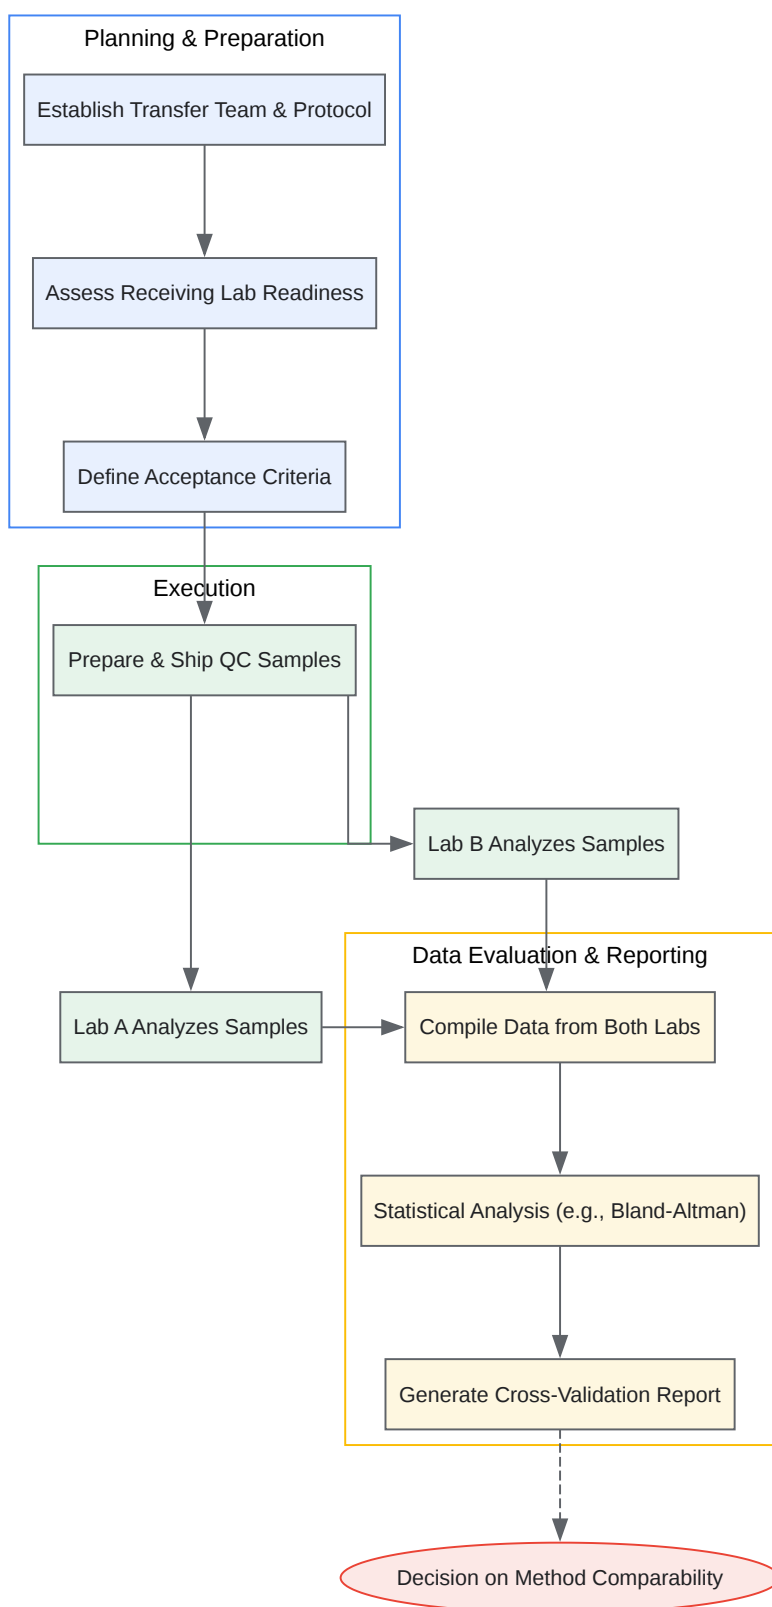 Planning & Preparation
Establish Transfer Team & Protocol
Assess Receiving Lab Readiness
Define Acceptance Criteria
Execution
Prepare & Ship QC Samples
Lab B Analyzes Samples
Data Evaluation & Reporting
Lab A Analyzes Samples
Compile Data from Both Labs
Statistical Analysis (e.g., Bland-Altman)
Generate Cross-Validation Report
Decision on Method Comparability